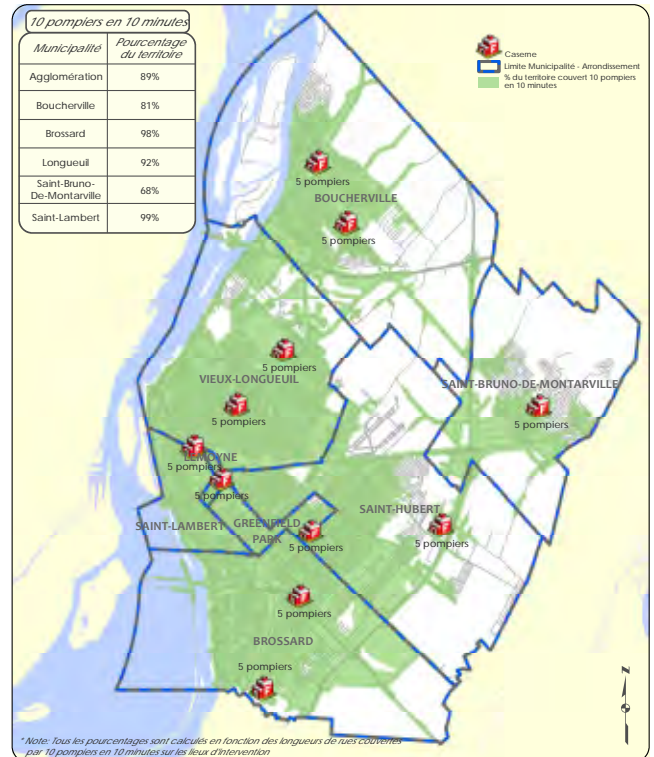 10 pompiers en 10 minutes
Municipalité
Pourcentage
du territoire
Agglomération 89%
Boucherville 81%
Brossard 98%
Longueuil 92%
Saint-Bruno-
De-Montarville 68%
Saint-Lambert 99%
Caserne
Limite Municipalité - Arrondissement
% du territoire couvert 10 pompiers
en 10 minutes
5 pompiers
BOUCHERVILLE
5 pompiers
5 pompiers
VIEUX-LONGUEUIL
5 pompiers
SAINT-BRUNO-DE-MONTARVILLE
5 pompiers
LEMOYNE
5 pompiers
5 pompiers
SAINT-HUBERT
SAINT-LAMBERT
GREENFIELD
PARK
5 pompiers
5 pompiers
5 pompiers
BROSSARD
5 pompiers
N
* Note: Tous les pourcentages sont calculés en fonction des longueurs de rues couvertes
par 10 pompiers en 10 minutes sur les lieux d'intervention